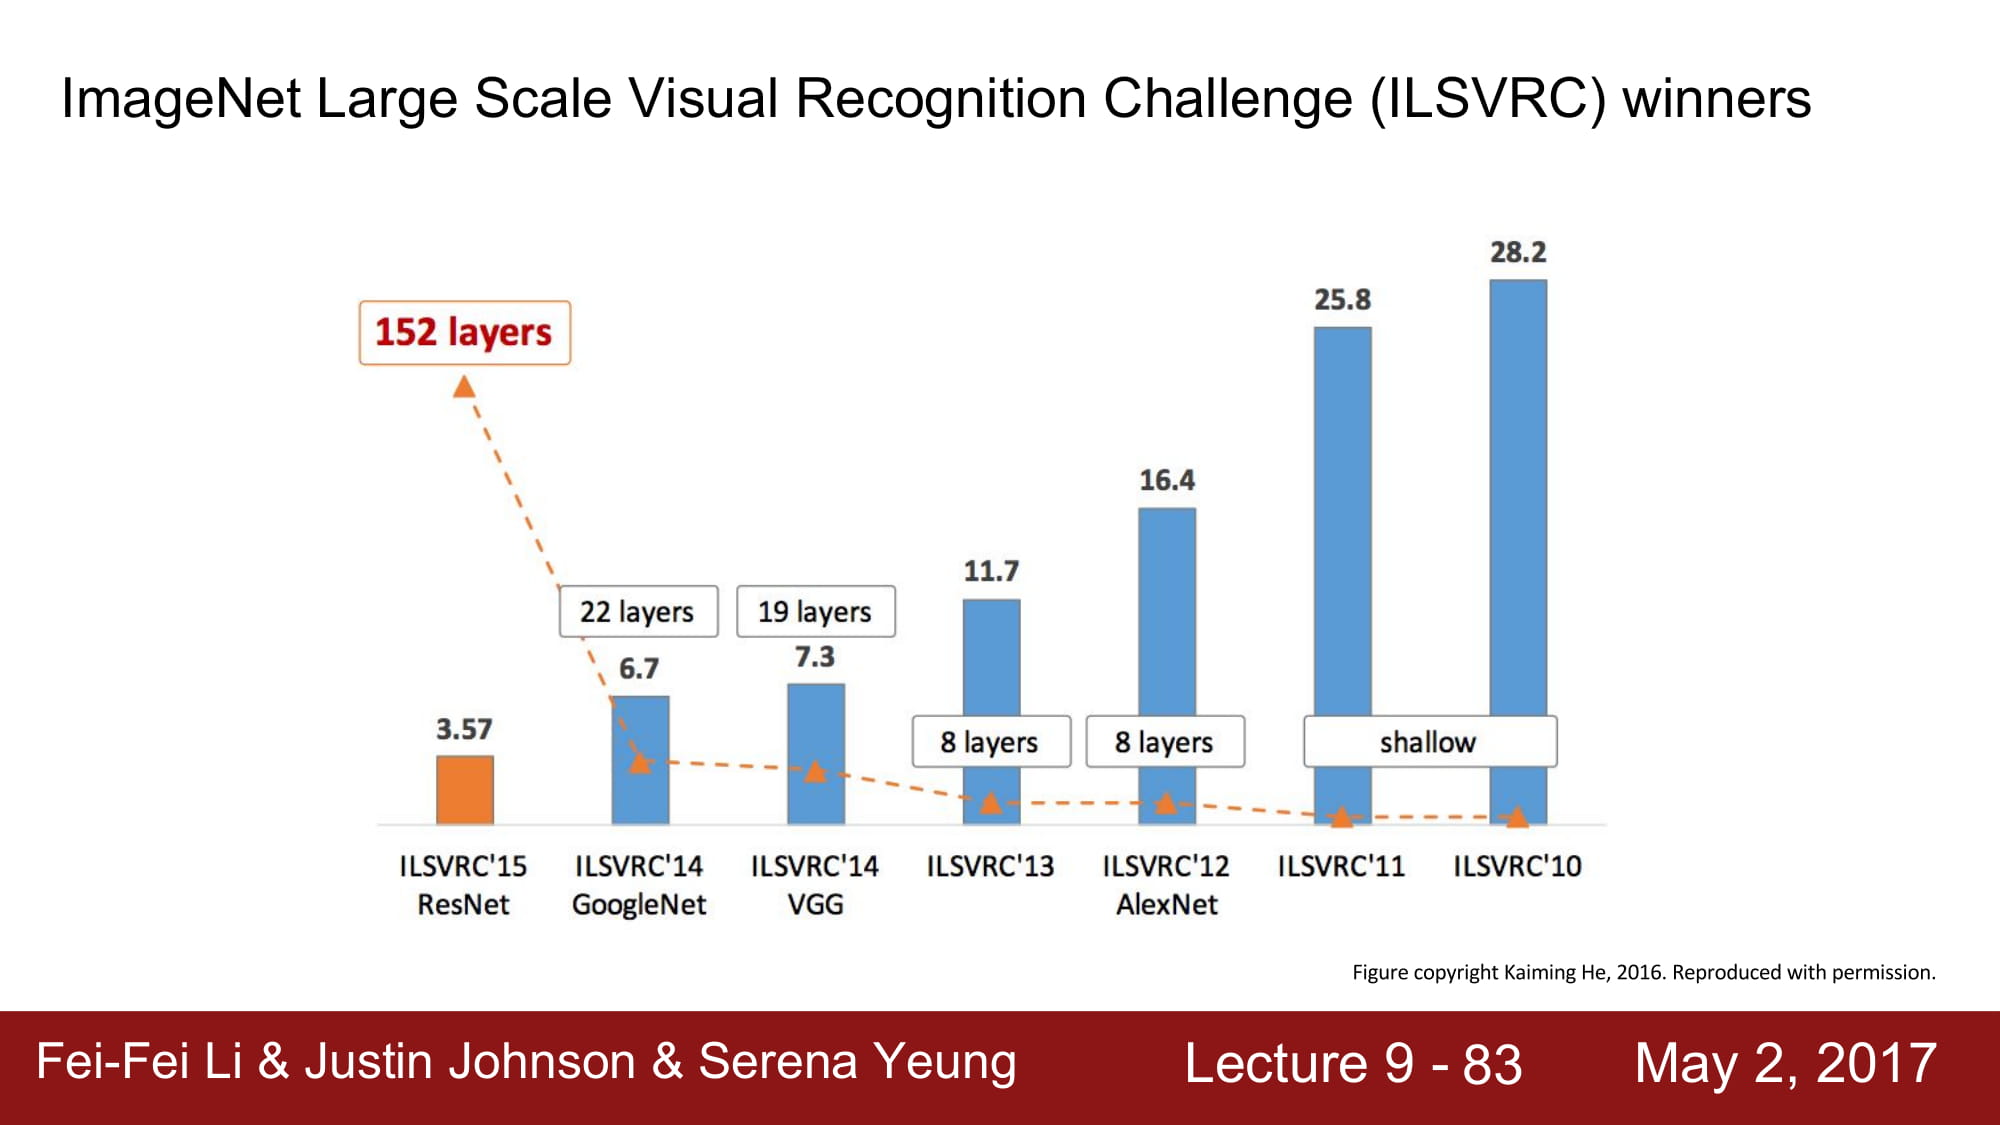 ImageNet Large Scale Visual Recognition Challenge (ILSVRC) winners
28.2
25.8
152 layers
16.4
11.7
22 layers
19 layers
7.3
6.7
3.57
8 layers
8 layers
shallow
ILSVRC'15
ResNet
ILSVRC'14
GoogleNet
ILSVRC'14
VGG
ILSVRC'13
ILSVRC'12
AlexNet
ILSVRC'11
ILSVRC'10
Figure copyright Kaiming He, 2016. Reproduced with permission.
Fei-Fei Li & Justin Johnson & Serena Yeung
Lecture 9 - 83
May 2, 2017